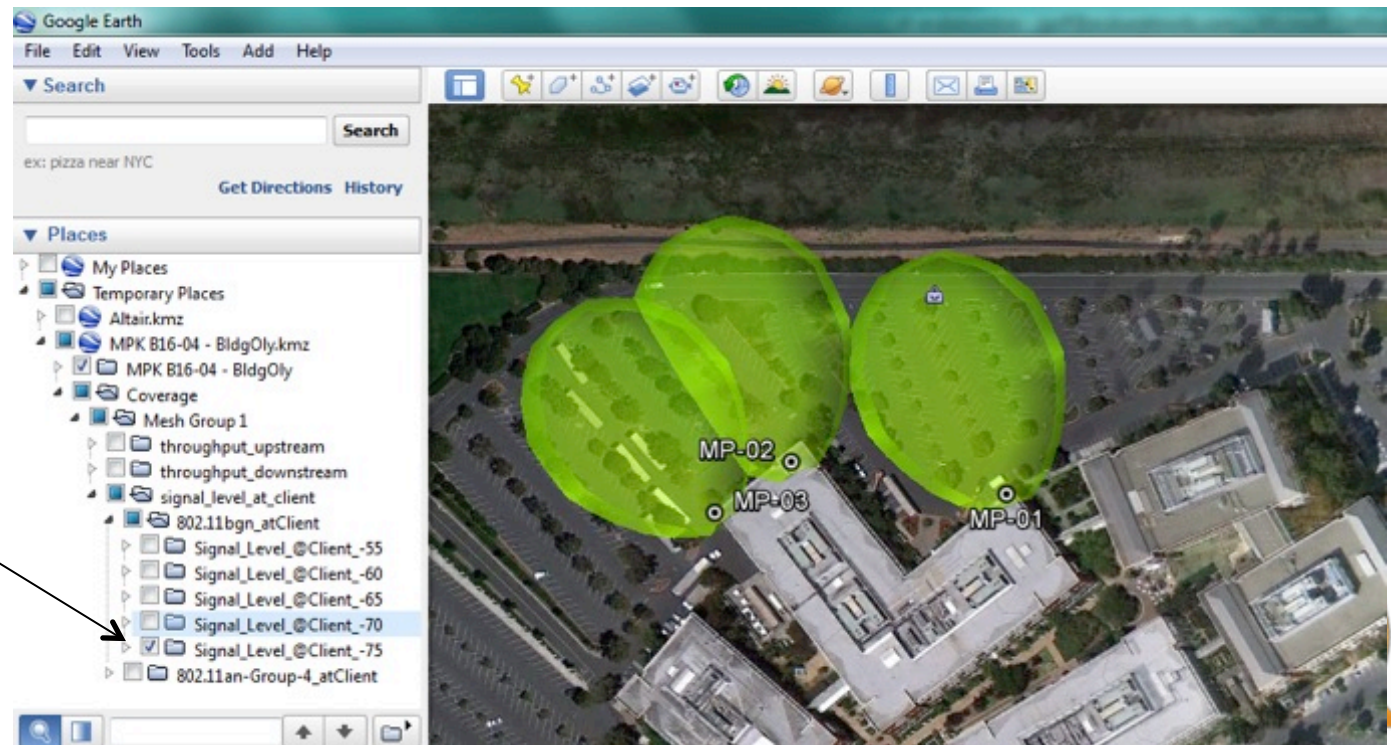 Google Earth
File Edit View Tools Add Help
Search
Search
ex: pizza near NYC
Get Directions History
Places
My Places
Temporary Places
Altair.kmz
MPK B16-04 - BldgOly.kmz
MPK B16-04 - BldgOly
Coverage
Mesh Group 1
throughput_upstream
throughput_downstream
signal_level_at_client
802.11bgn_atClient
Signal_Level_@Client_-55
Signal_Level_@Client_-60
Signal_Level_@Client_-65
Signal_Level_@Client_-70
Signal_Level_@Client_-75
802.11an-Group-4_atClient
MP-02
MP-03
MP-01